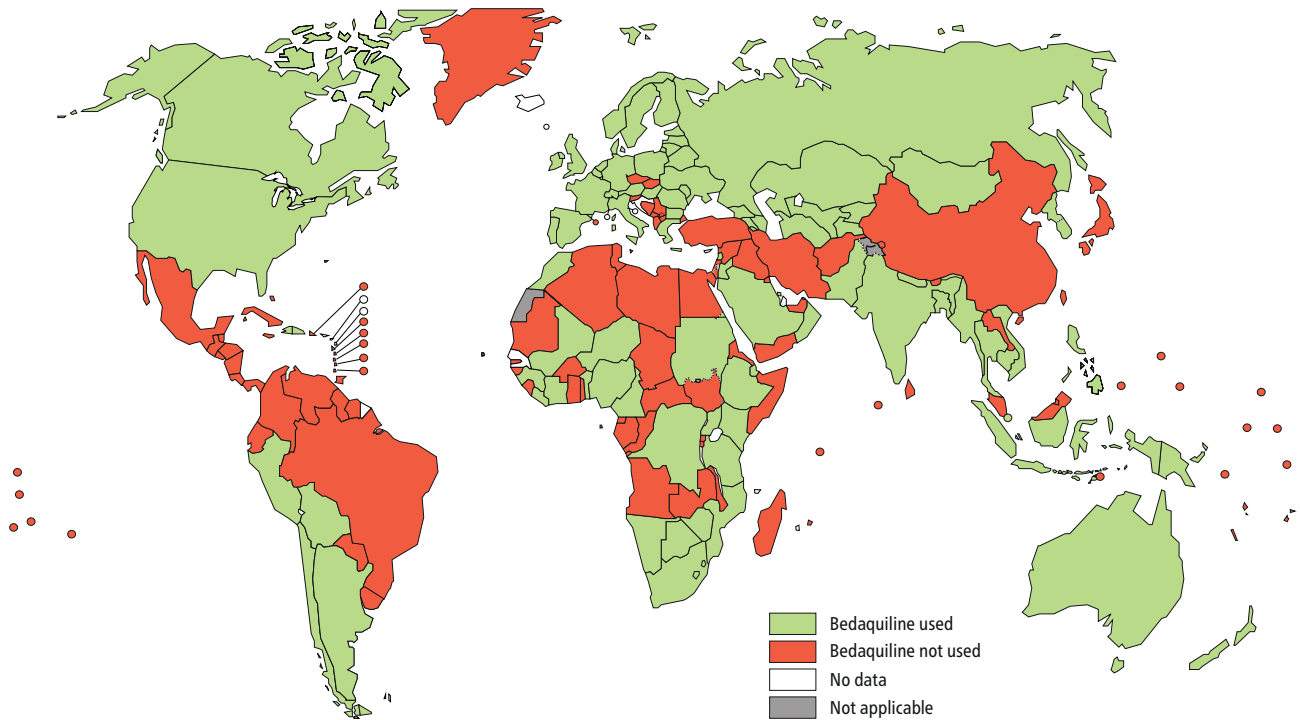 Bedaquiline used
Bedaquiline not used
No data
Not applicable